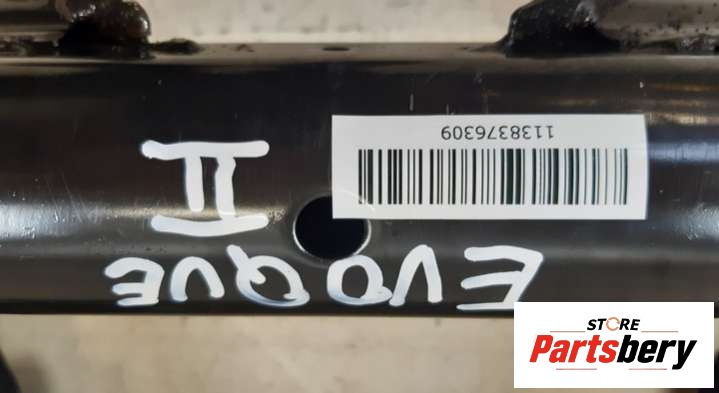 1138376309
EVOQUE
II
STORE
Partsbery